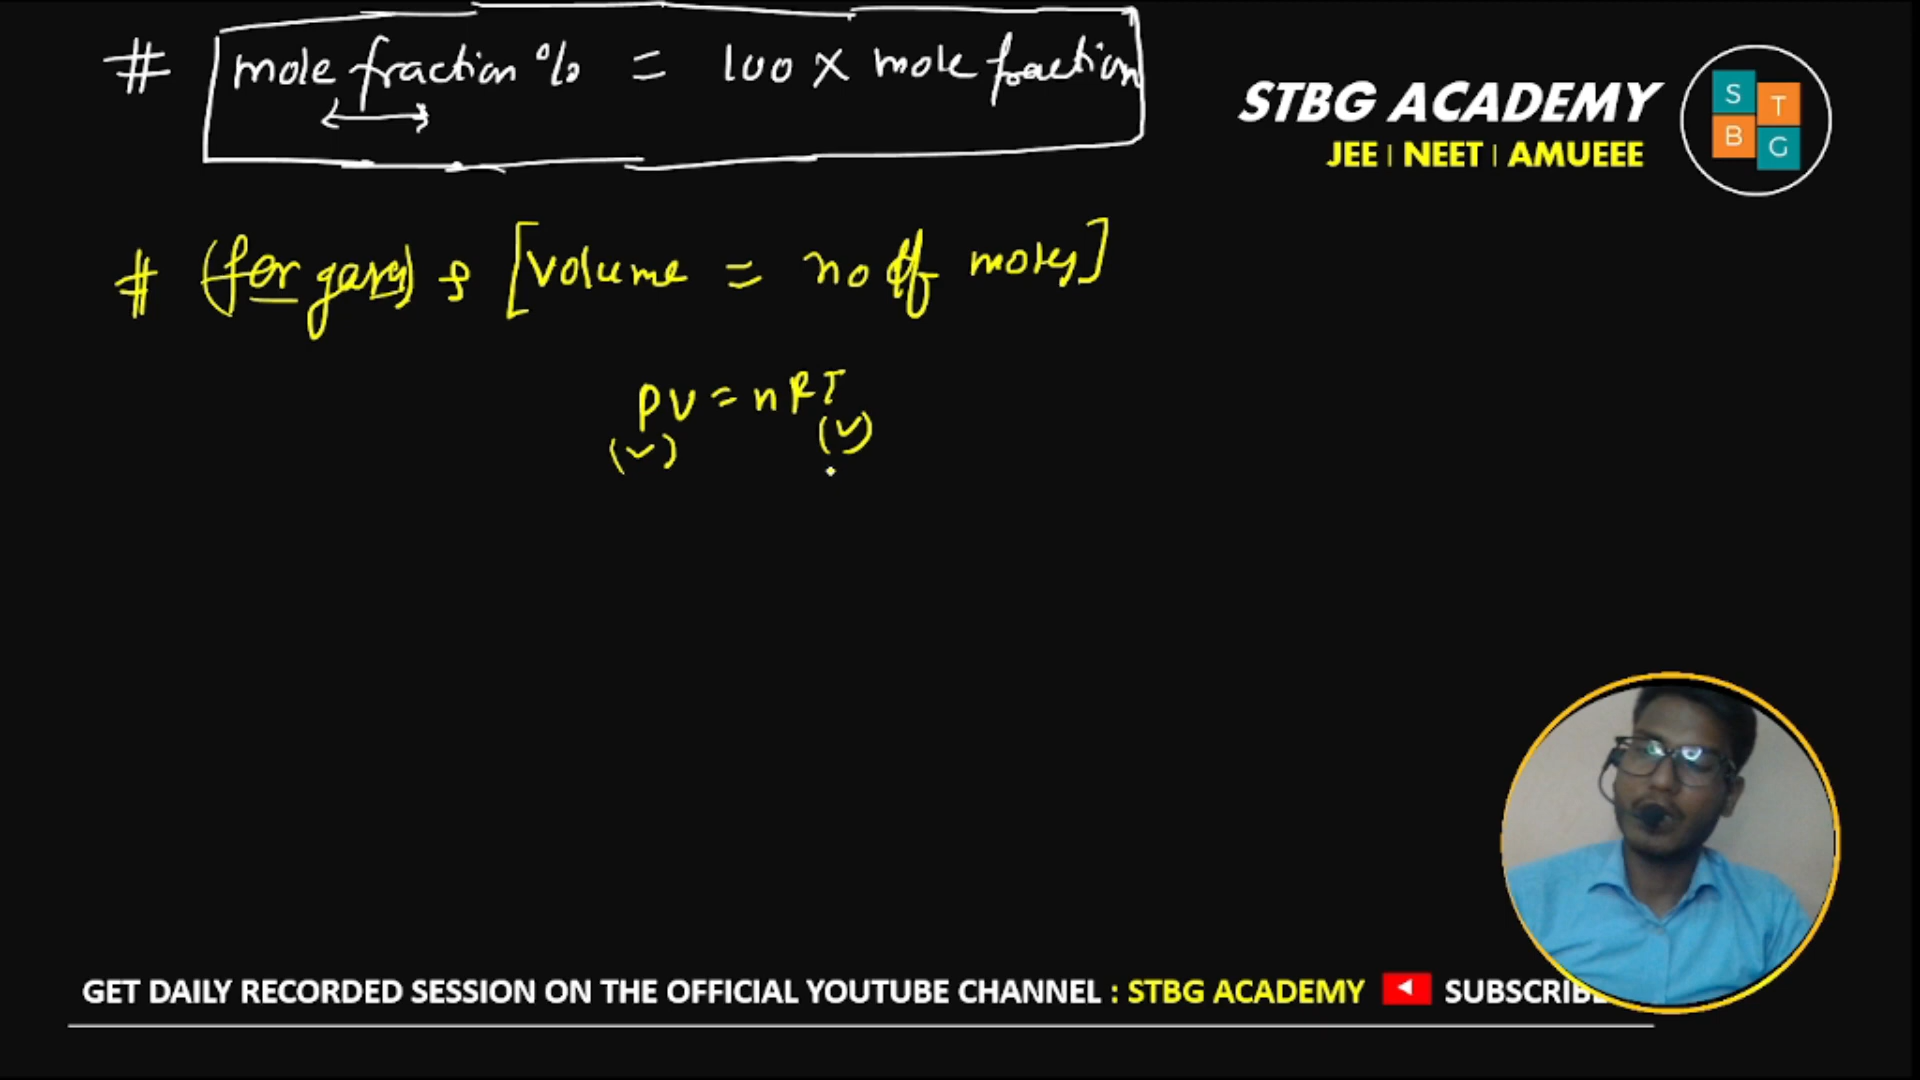 # mole fraction % = 100 × mole fraction
STBG ACADEMY
JEE | NEET | AMUEEE
S T B G
# (for gases) [volume = no of moles]
PV = nRT
(✓) (✓)
GET DAILY RECORDED SESSION ON THE OFFICIAL YOUTUBE CHANNEL : STBG ACADEMY SUBSCRIBE